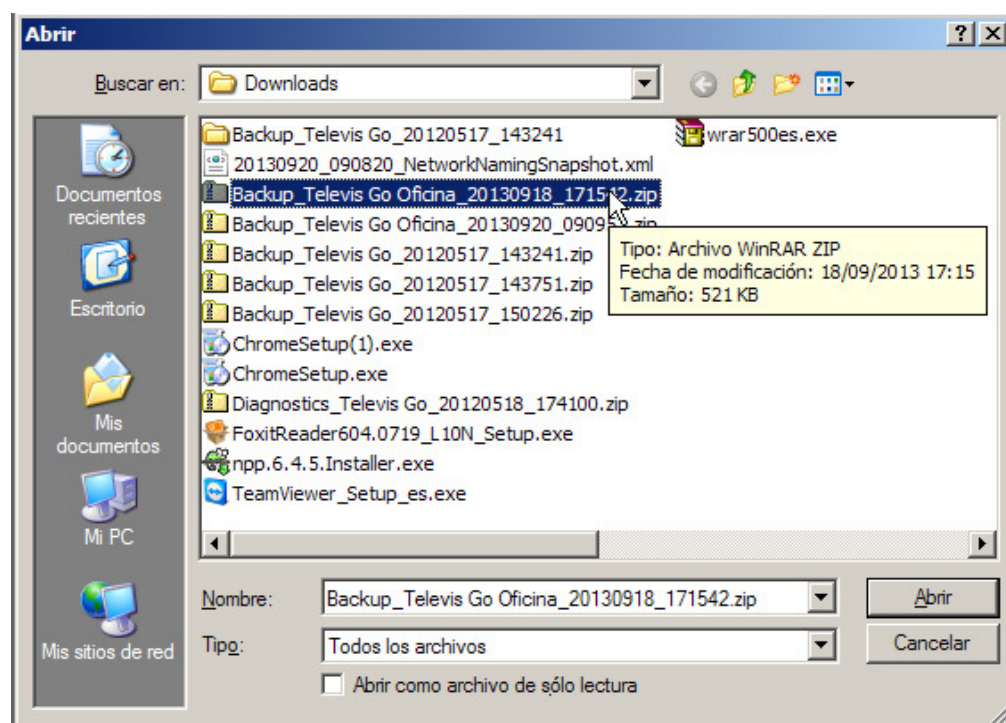 Abrir
Buscar en:
Downloads
Documentos
recientes
Escritorio
Mis
documentos
Mi PC
Mis sitios de red
Backup_Televis Go_20120517_143241
20130920_090820_NetworkNamingSnapshot.xml
Backup_Televis Go Oficina_20130918_171542.zip
Backup_Televis Go_20120517_143241.zip
Backup_Televis Go_20120517_143751.zip
Backup_Televis Go_20120517_150226.zip
ChromeSetup(1).exe
ChromeSetup.exe
Diagnostics_Televis Go_20120518_174100.zip
FoxitReader604.0719_L10N_Setup.exe
npp.6.4.5.Installer.exe
TeamViewer_Setup_es.exe
wrar500es.exe
Tipo: Archivo WinRAR ZIP
Fecha de modificación: 18/09/2013 17:15
Tamaño: 521 KB
Nombre:
Backup_Televis Go Oficina_20130918_171542.zip
Abrir
Tipo:
Todos los archivos
Cancelar
Abrir como archivo de sólo lectura